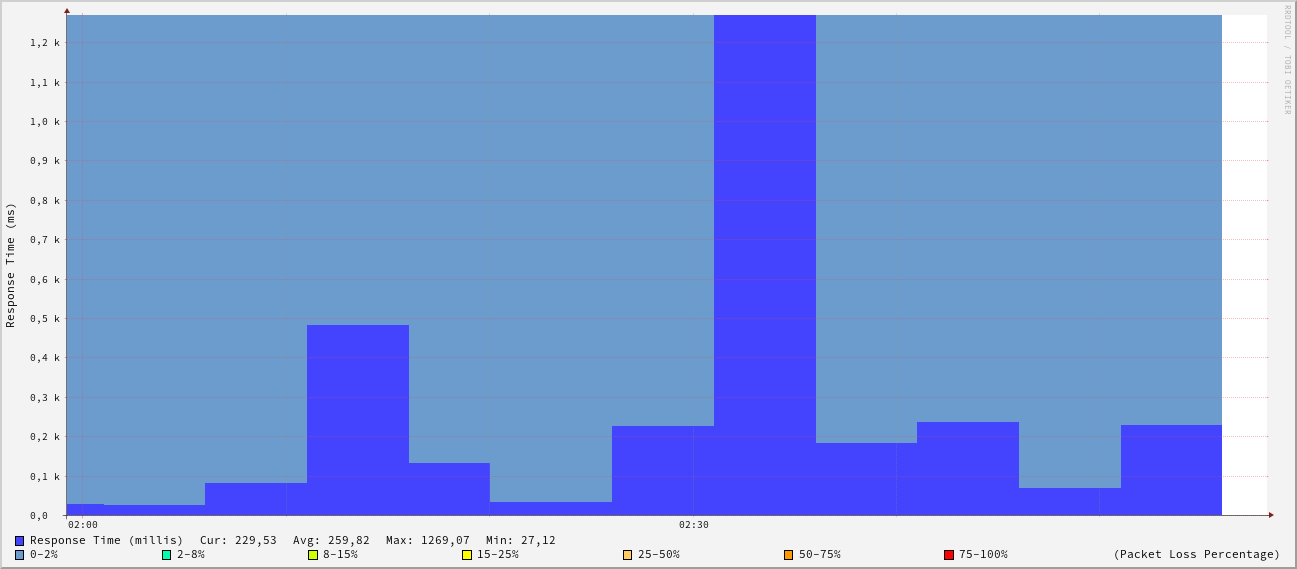 RRDTOOL / TOBI OETIKER
Response Time (ms)
1,2 k
1,1 k
1,0 k
0,9 k
0,8 k
0,7 k
0,6 k
0,5 k
0,4 k
0,3 k
0,2 k
0,1 k
0,0
02:00 02:30
Response Time (millis) Cur: 229,53 Avg: 259,82 Max: 1269,07 Min: 27,12
0-2% 2-8% 8-15% 15-25% 25-50% 50-75% 75-100% (Packet Loss Percentage)